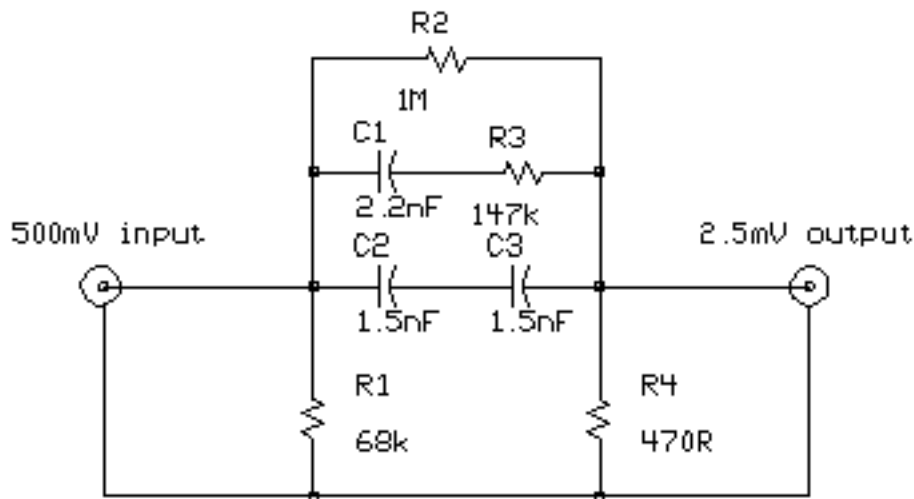 R2
1M
C1
R3
2.2nF
147k
500mV input
2.5mV output
C2
C3
1.5nF
1.5nF
R1
R4
68k
470R